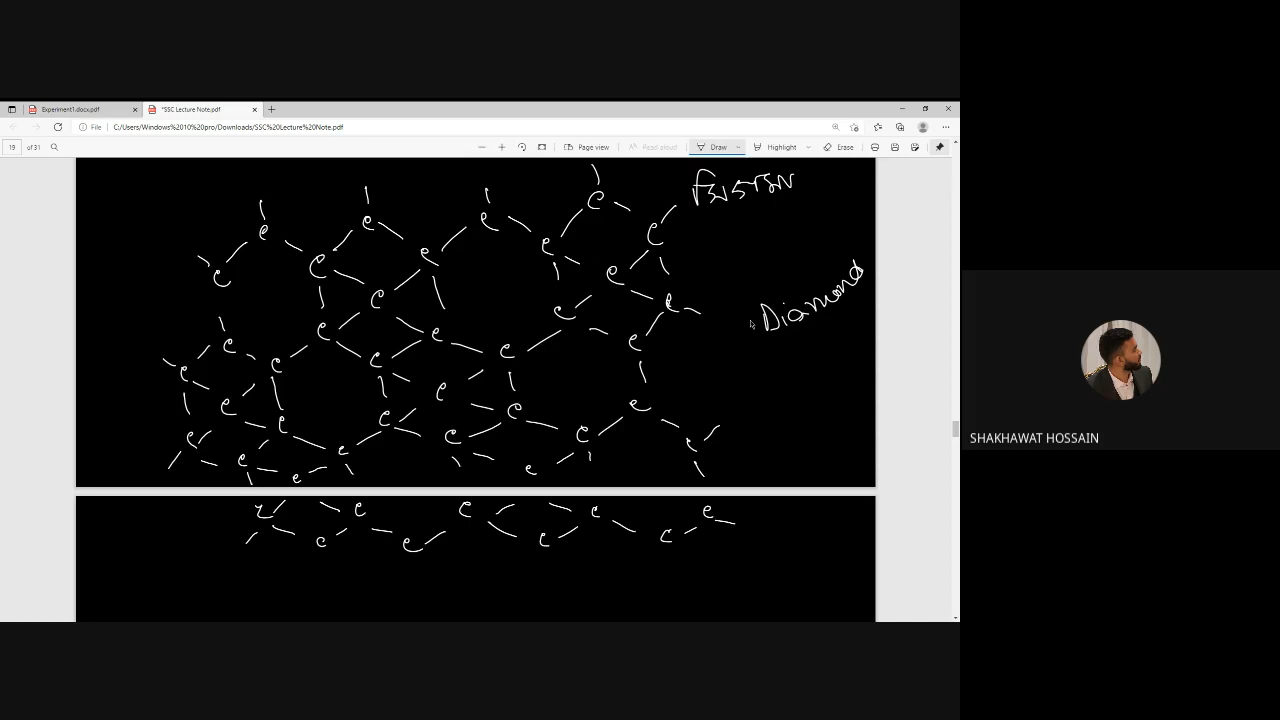 Experiment1.docx.pdf
*SSC Lecture Note.pdf
File
C:/Users/Windows%2010%20pro/Downloads/SSC%20Lecture%20Note.pdf
19 of 31
Page view
Read aloud
Draw
Highlight
Erase
e
e e e
e e e e
e e e e
e e e e e
e e e e e
e e e e e
e e e e e
e e e e
e e e e
e e e e e
Diamond
SHAKHAWAT HOSSAIN